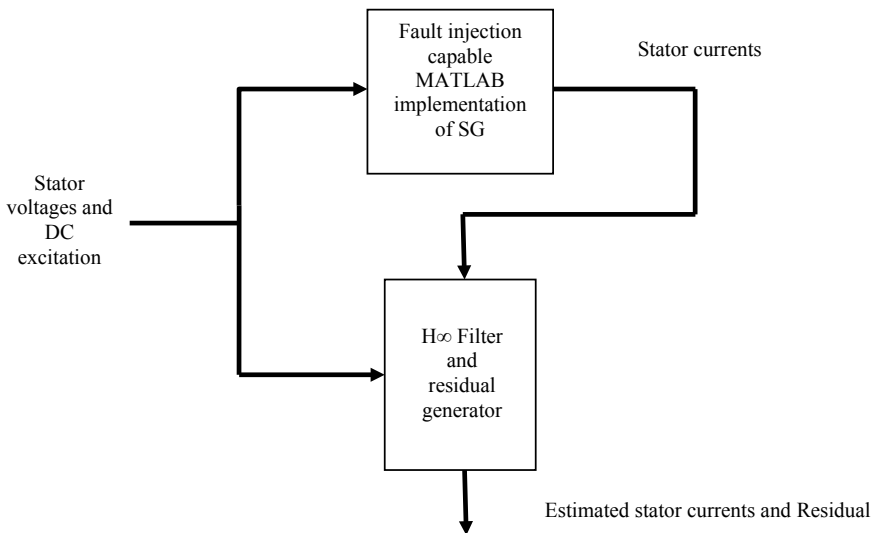 Fault injection
capable
MATLAB
implementation
of SG
Stator currents
Stator
voltages and
DC
excitation
H∞ Filter
and
residual
generator
Estimated stator currents and Residual